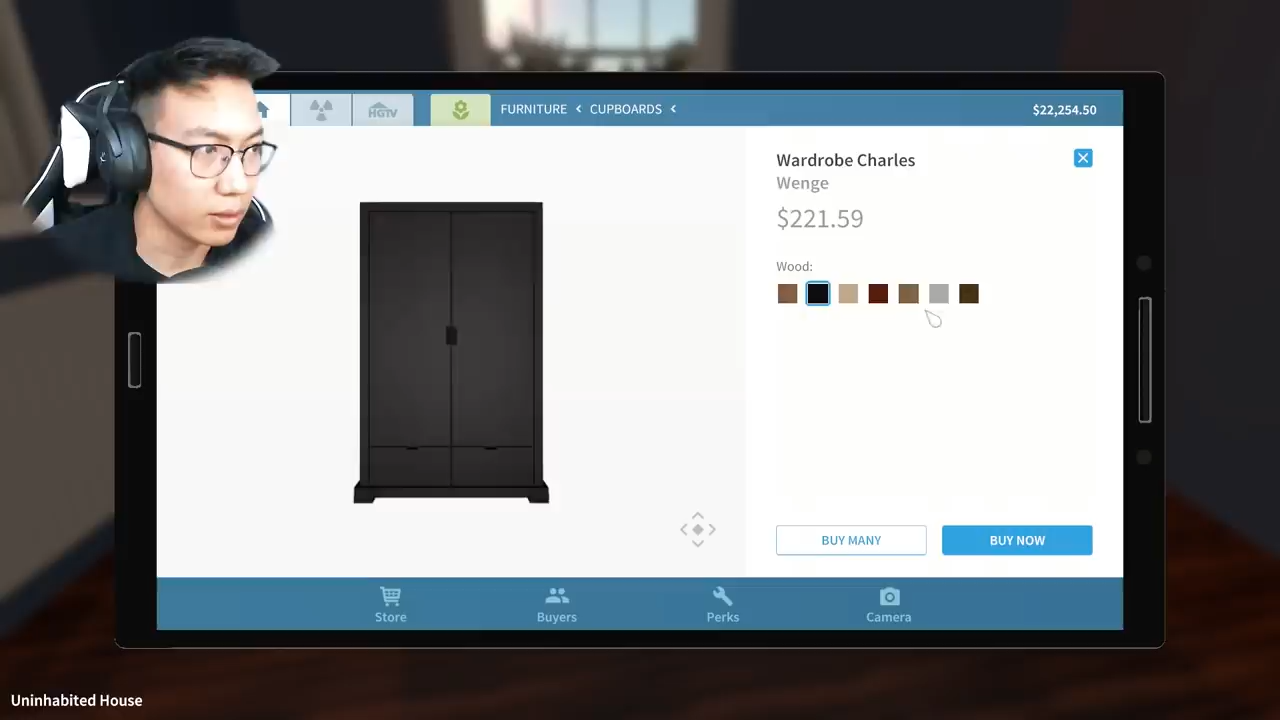 HGTV
FURNITURE < CUPBOARDS <
$22,254.50
Wardrobe Charles
Wenge
$221.59
Wood:
BUY MANY
BUY NOW
Store
Buyers
Perks
Camera
Uninhabited House